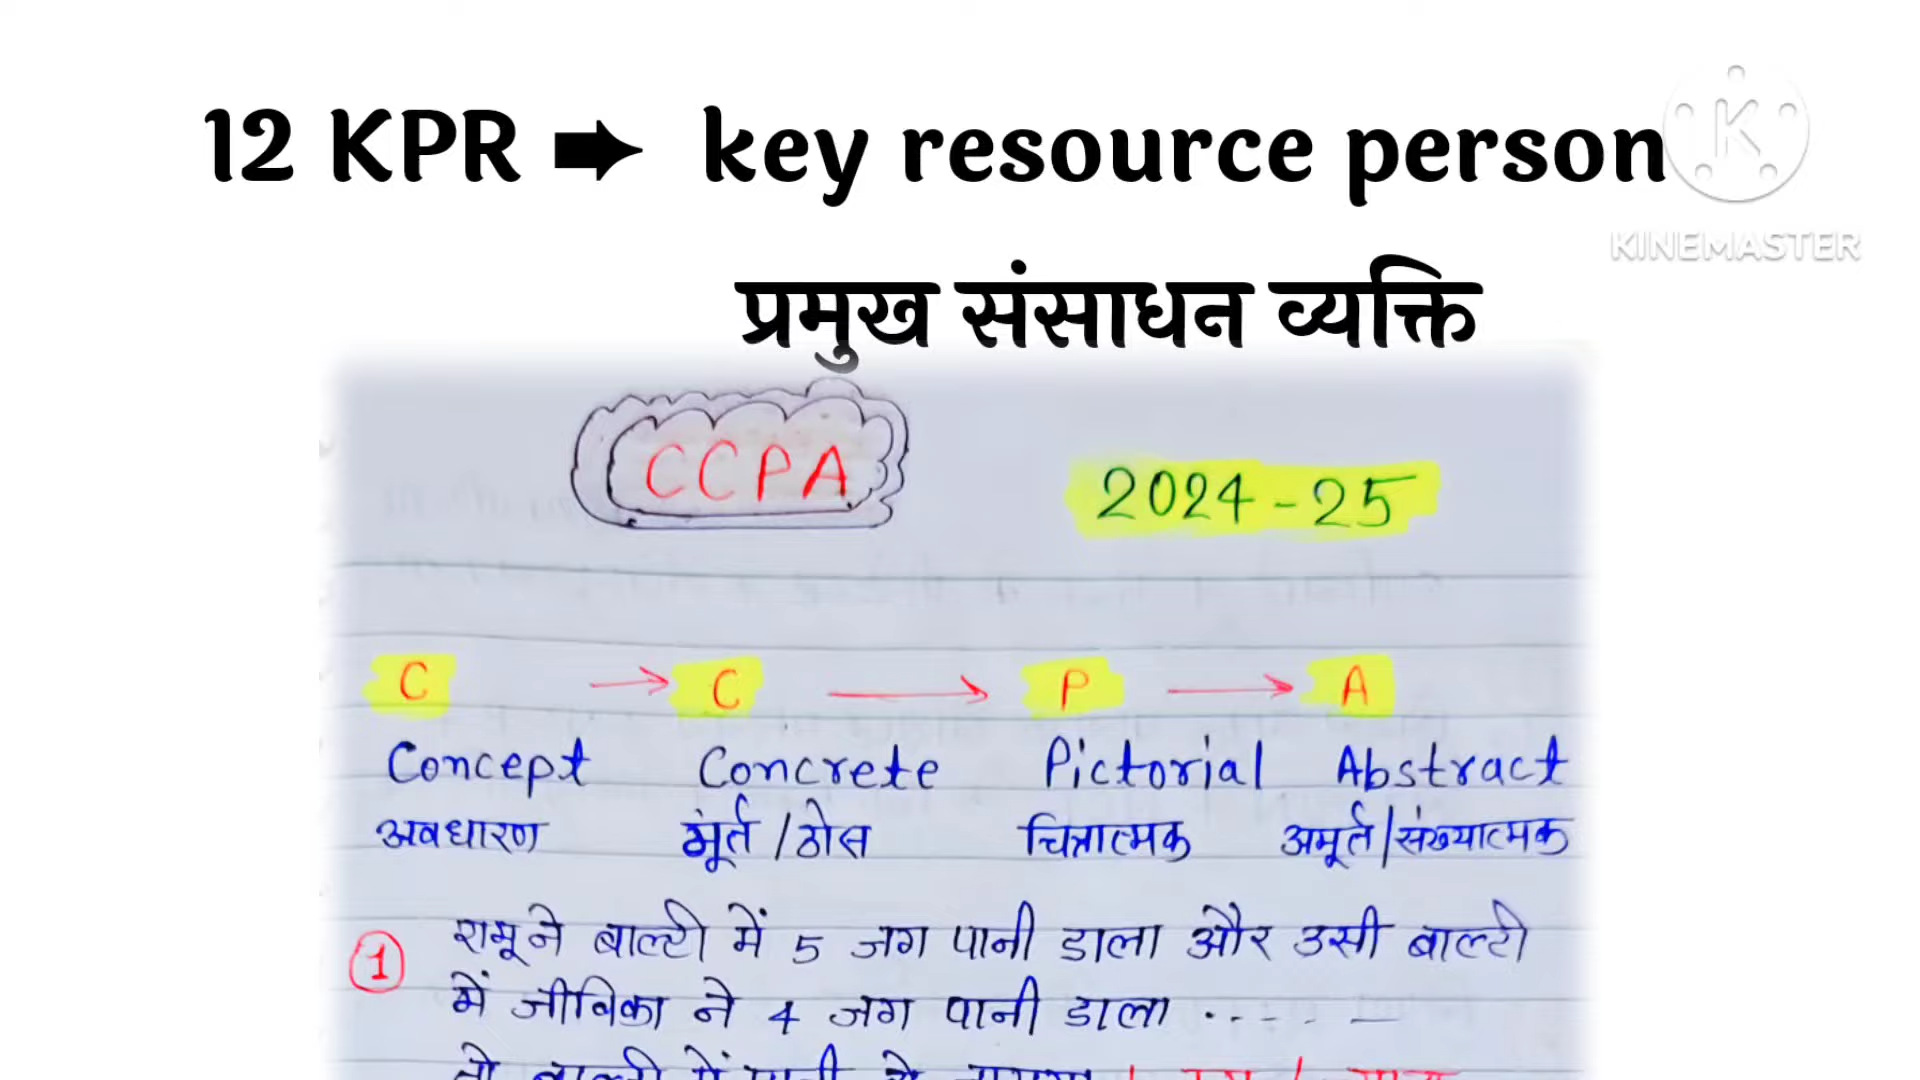 12 KPR ➨ key resource person
KINEMASTER
प्रमुख संसाधन व्यक्ति
CCPA
2024-25
C → C → P → A
Concept Concrete Pictorial Abstract
अवधारण मूर्त/ठोस चित्रात्मक अमूर्त/संख्यात्मक
1 रामू ने बाल्टी में 5 जग पानी डाला और उसी बाल्टी
में जीविका ने 4 जग पानी डाला .----